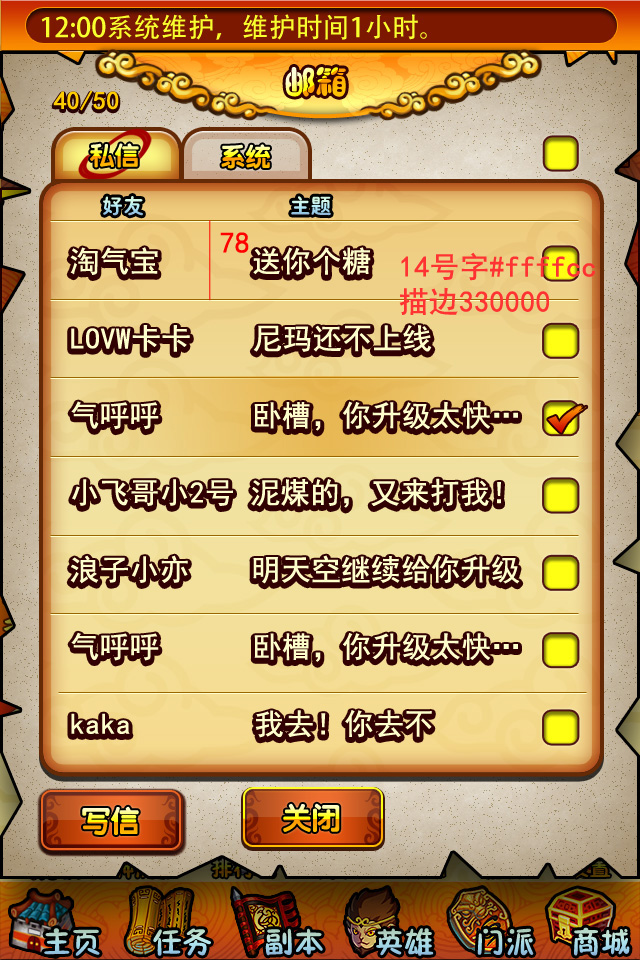 12:00系统维护，维护时间1小时。
邮箱
40/50
私信 系统
好友 主题
淘气宝 78 送你个糖 14号字#ffffcc
描边330000
LOVW卡卡 尼玛还不上线
气呼呼 卧槽，你升级太快…
小飞哥小2号 泥煤的，又来打我！
浪子小亦 明天空继续给你升级
气呼呼 卧槽，你升级太快…
kaka 我去！你去不
写信 关闭
主页 任务 副本 英雄 门派 商城